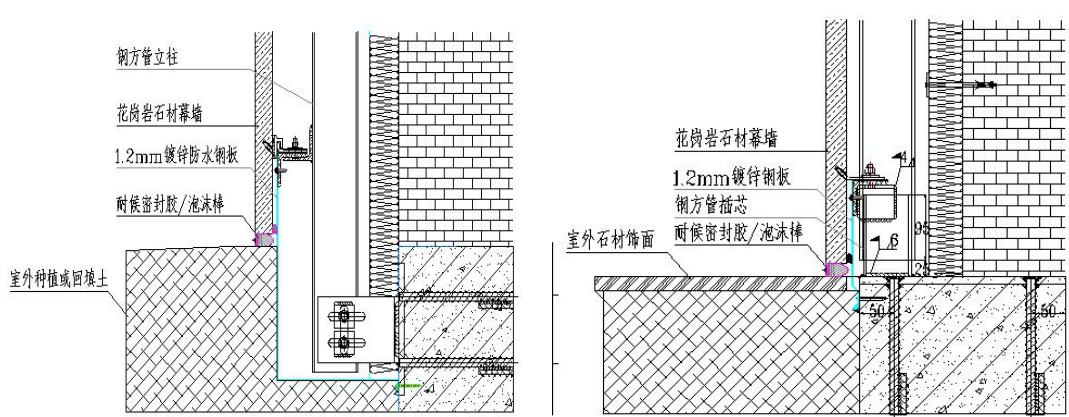 钢方管立柱
花岗岩石材幕墙
1.2mm镀锌防水钢板
耐候密封胶/泡沫棒
室外种植或回填土
花岗岩石材幕墙
1.2mm镀锌钢板
钢方管插芯
耐候密封胶/泡沫棒
室外石材饰面
4
6
95
25
50
50